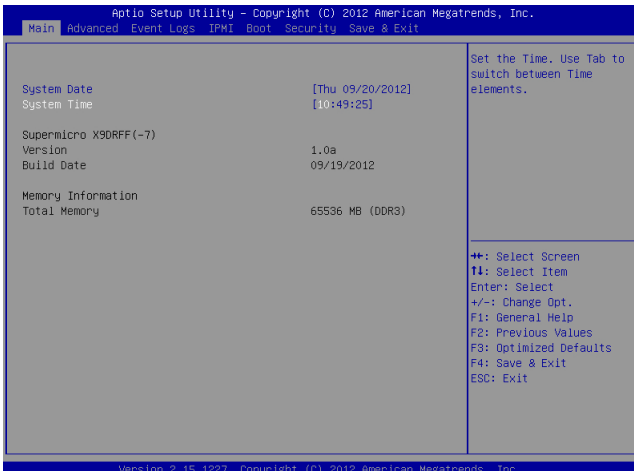 Aptio Setup Utility – Copyright (C) 2012 American Megatrends, Inc.
Main Advanced Event Logs IPMI Boot Security Save & Exit
System Date [Thu 09/20/2012]
System Time [10:49:25]
Supermicro X9DRFF(-7)
Version 1.0a
Build Date 09/19/2012
Memory Information
Total Memory 65536 MB (DDR3)
Set the Time. Use Tab to
switch between Time
elements.
→←: Select Screen
↑↓: Select Item
Enter: Select
+/-: Change Opt.
F1: General Help
F2: Previous Values
F3: Optimized Defaults
F4: Save & Exit
ESC: Exit
Version 2.15.1227. Copyright (C) 2012 American Megatrends, Inc.